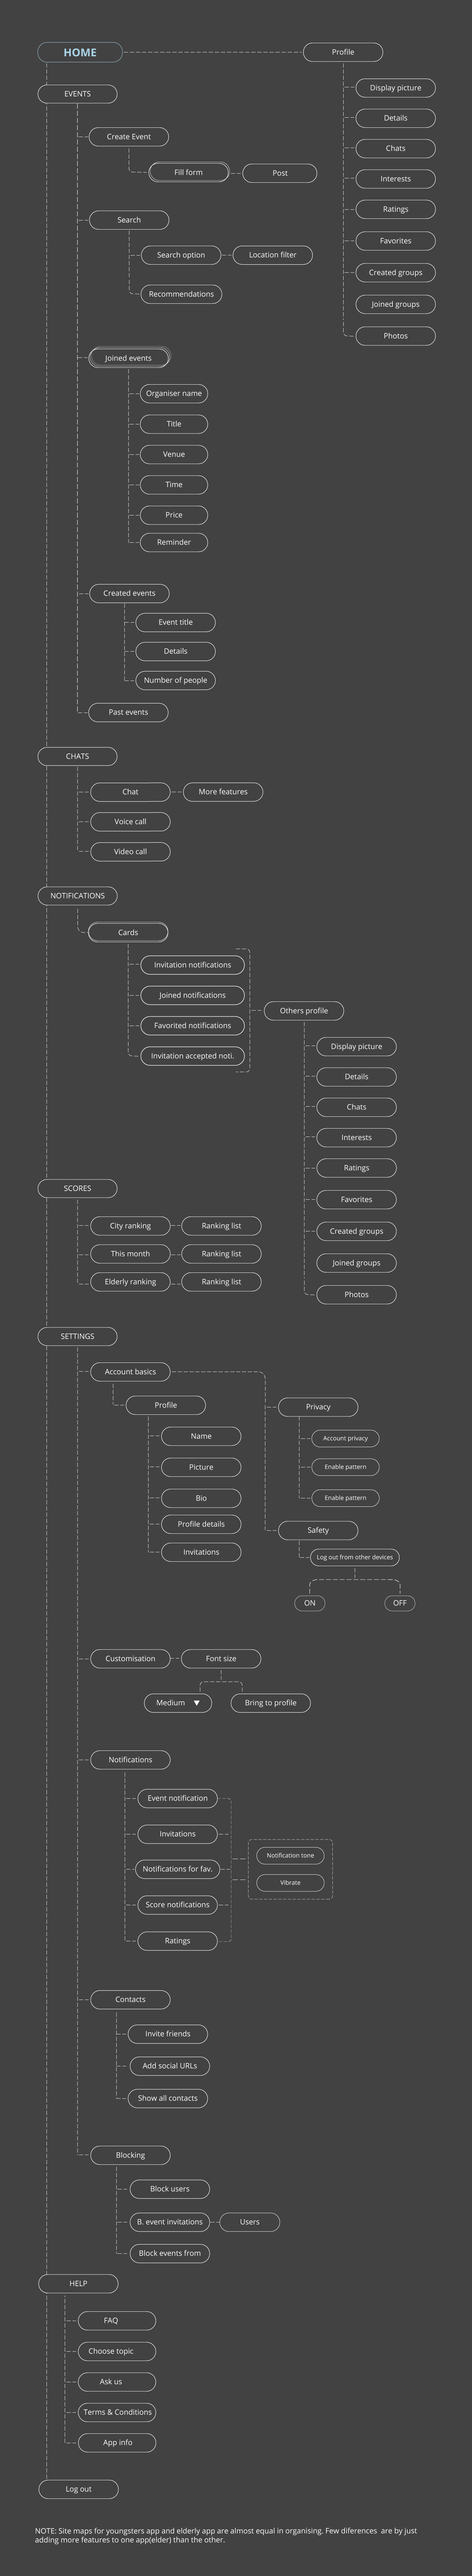 HOME
Profile
Display picture
Details
Chats
Interests
Ratings
Favorites
Created groups
Joined groups
Photos
EVENTS
Create Event
Fill form
Post
Search
Search option
Location filter
Recommendations
Joined events
Organiser name
Title
Venue
Time
Price
Reminder
Created events
Event title
Details
Number of people
Past events
CHATS
Chat
More features
Voice call
Video call
NOTIFICATIONS
Cards
Invitation notifications
Joined notifications
Favorited notifications
Invitation accepted noti.
Others profile
Display picture
Details
Chats
Interests
Ratings
Favorites
Created groups
Joined groups
Photos
SCORES
City ranking
Ranking list
This month
Ranking list
Elderly ranking
Ranking list
SETTINGS
Account basics
Profile
Name
Picture
Bio
Profile details
Invitations
Privacy
Account privacy
Enable pattern
Enable pattern
Safety
Log out from other devices
ON
OFF
Customisation
Font size
Medium ▼
Bring to profile
Notifications
Event notification
Invitations
Notifications for fav.
Score notifications
Ratings
Notification tone
Vibrate
Contacts
Invite friends
Add social URLs
Show all contacts
Blocking
Block users
B. event invitations
Users
Block events from
HELP
FAQ
Choose topic
Ask us
Terms & Conditions
App info
Log out
NOTE: Site maps for youngsters app and elderly app are almost equal in organising. Few diferences  are by just
adding more features to one app(elder) than the other.